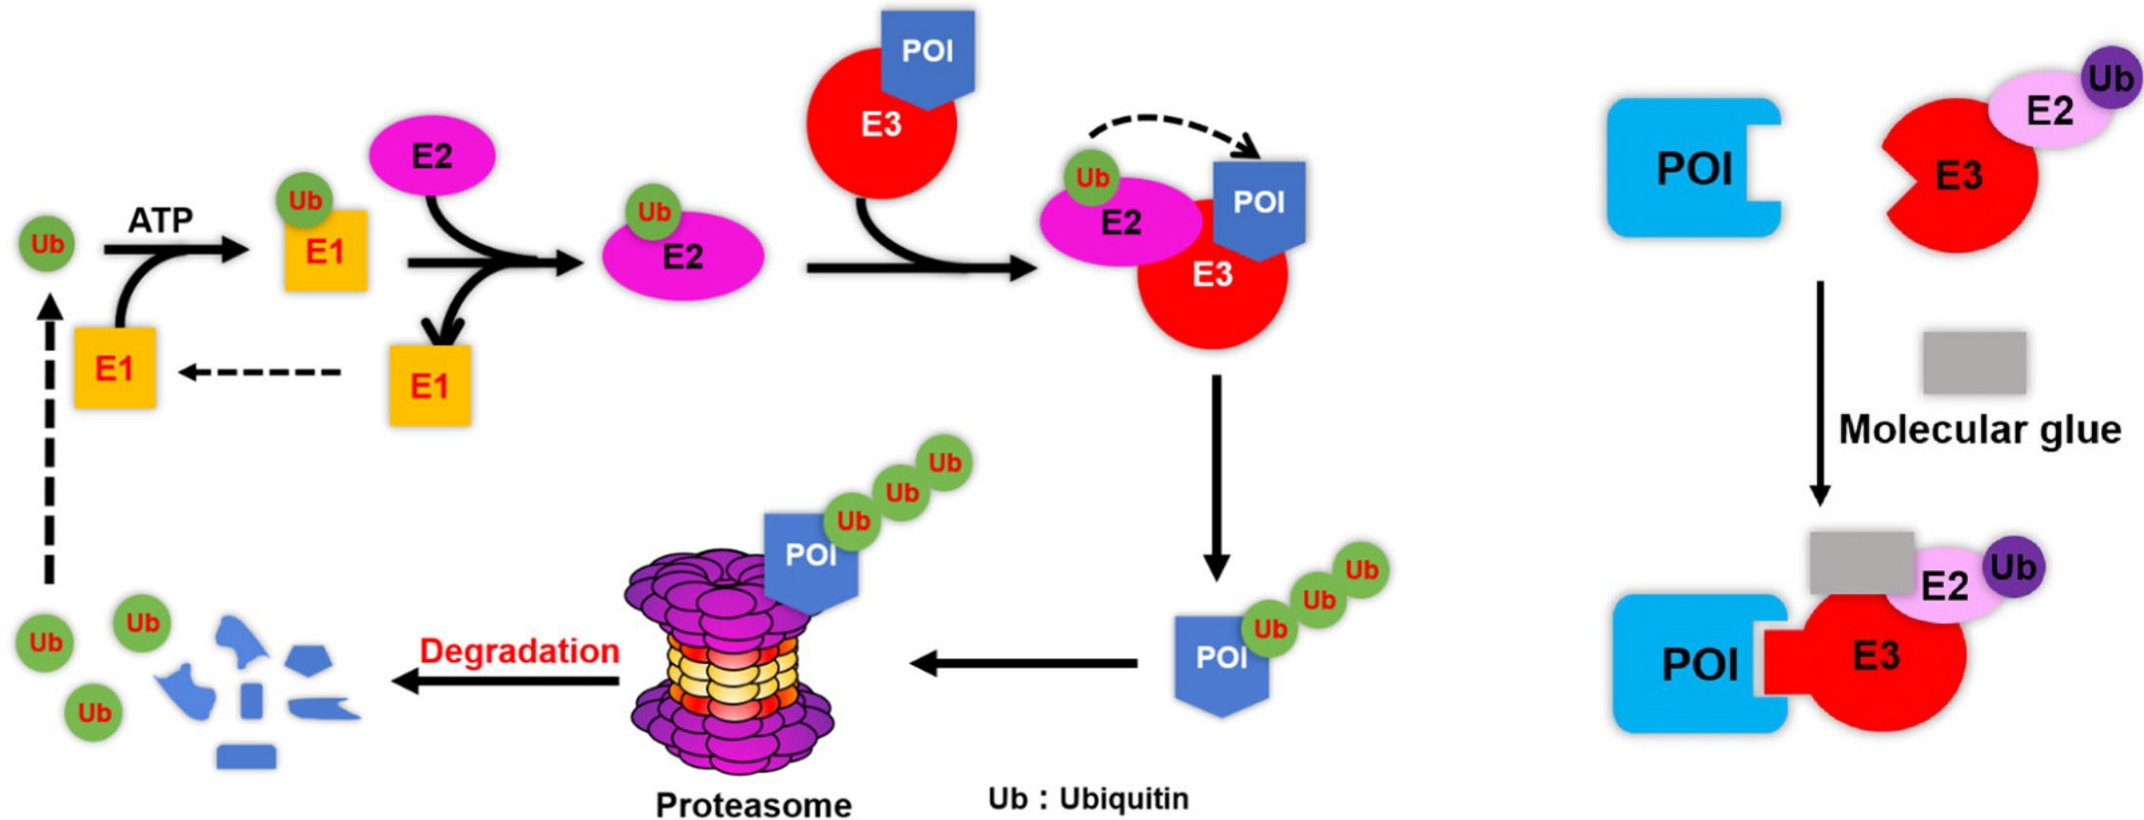 POI
E3
E2
Ub
ATP
Ub
E1
Ub
E2
Ub
E2
POI
E3
E1
E1
POI
E3
E2
Ub
Molecular glue
Ub
Ub
Ub
POI
Ub
Ub
Ub
POI
Degradation
Ub
Ub
Ub
Proteasome
Ub : Ubiquitin
E2
Ub
POI
E3